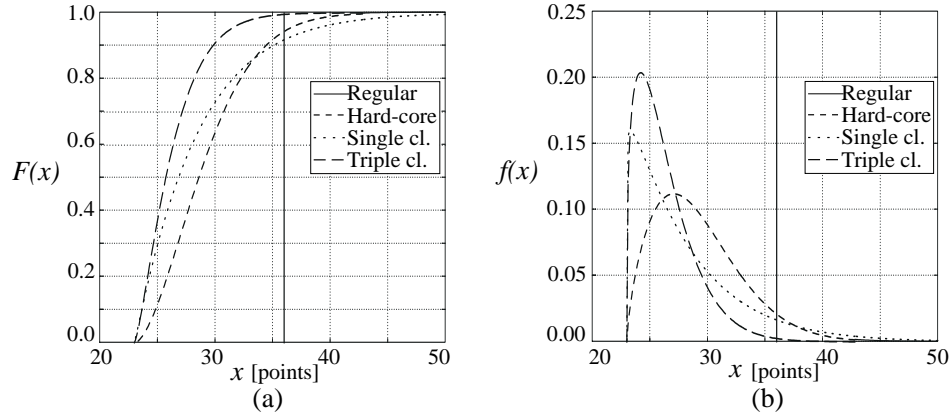 1.0
0.8
0.6
0.4
0.2
0.0
F(x)
Regular
Hard-core
Single cl.
Triple cl.
20 30 40 50
x [points]
(a)
0.25
0.20
0.15
0.10
0.05
0.00
f(x)
Regular
Hard-core
Single cl.
Triple cl.
20 30 40 50
x [points]
(b)